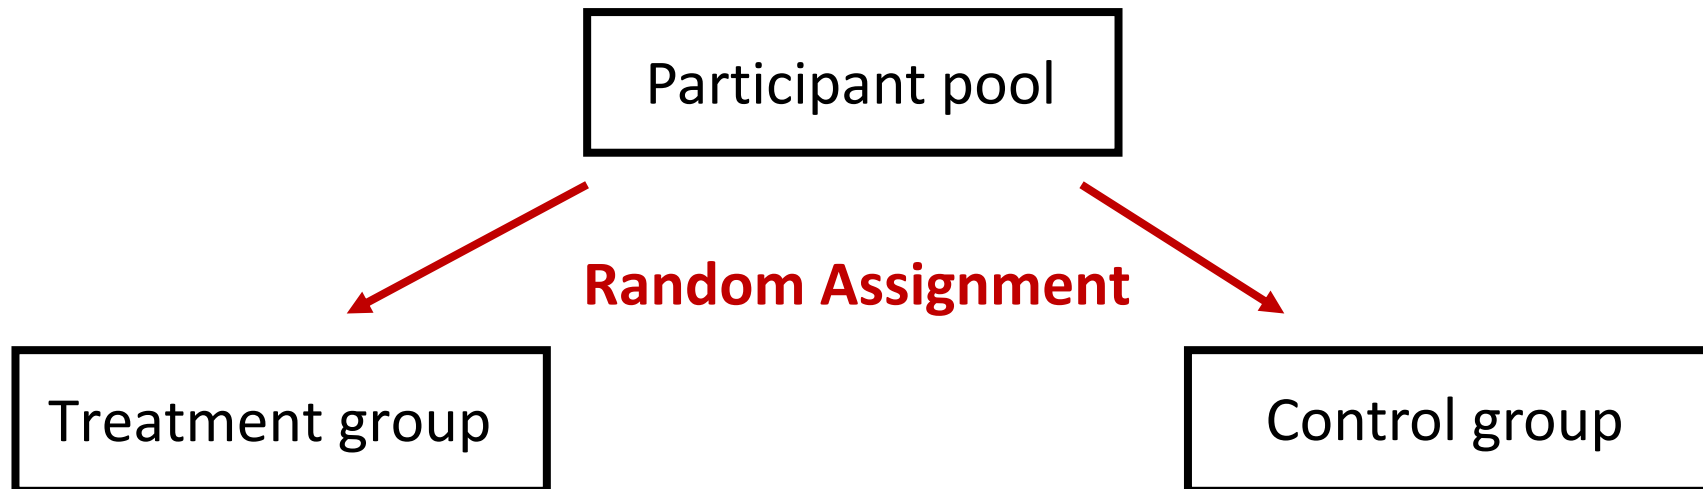 Participant pool
Random Assignment
Treatment group
Control group